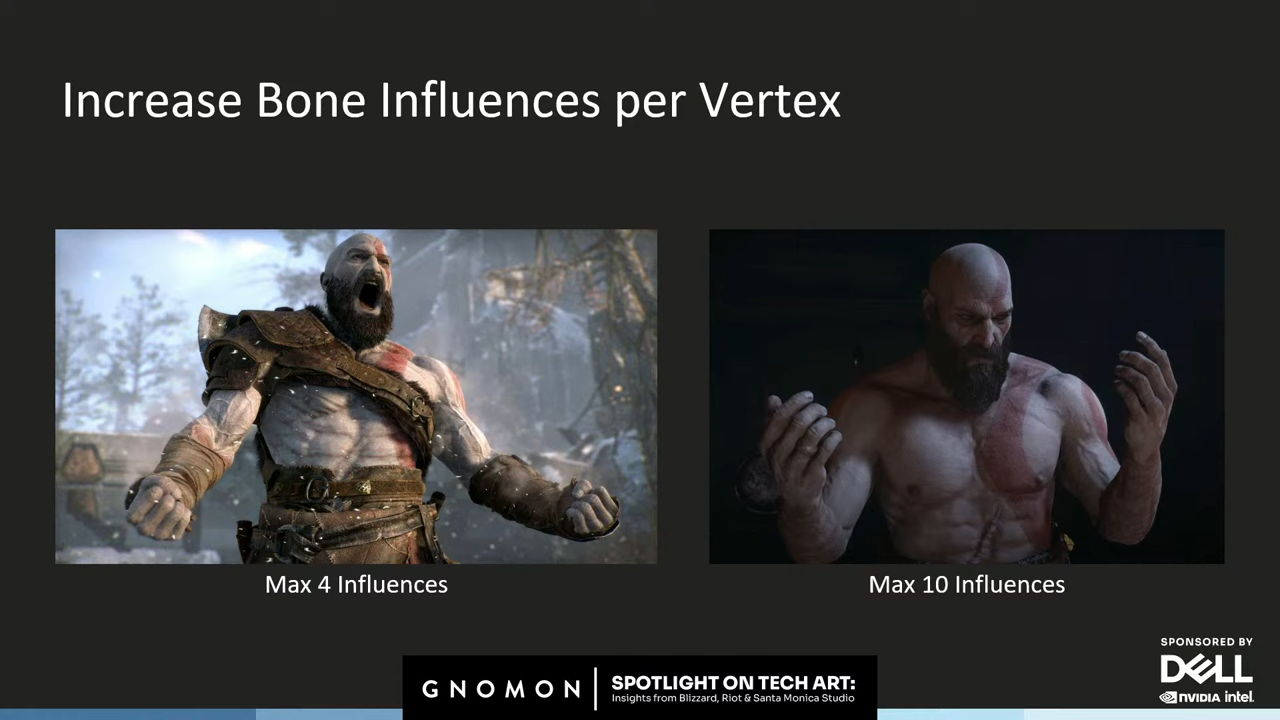 Increase Bone Influences per Vertex
Max 4 Influences
Max 10 Influences
SPONSORED BY
DELL
NVIDIA intel.
GNOMON
SPOTLIGHT ON TECH ART:
Insights from Blizzard, Riot & Santa Monica Studio